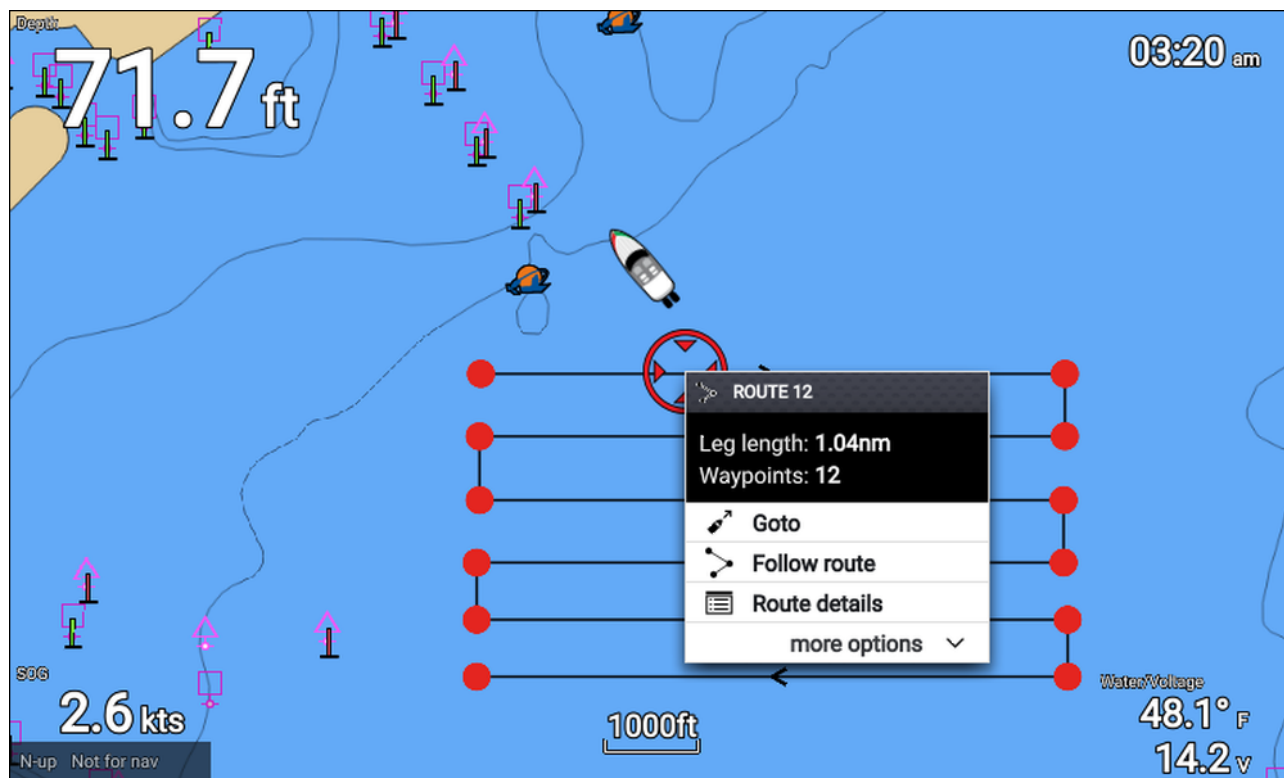 Depth
71.7 ft
03:20 am
ROUTE 12
Leg length: 1.04nm
Waypoints: 12
Goto
Follow route
Route details
more options
SOG
2.6 kts
1000ft
Water/Voltage
48.1° F
14.2 v
N-up Not for nav